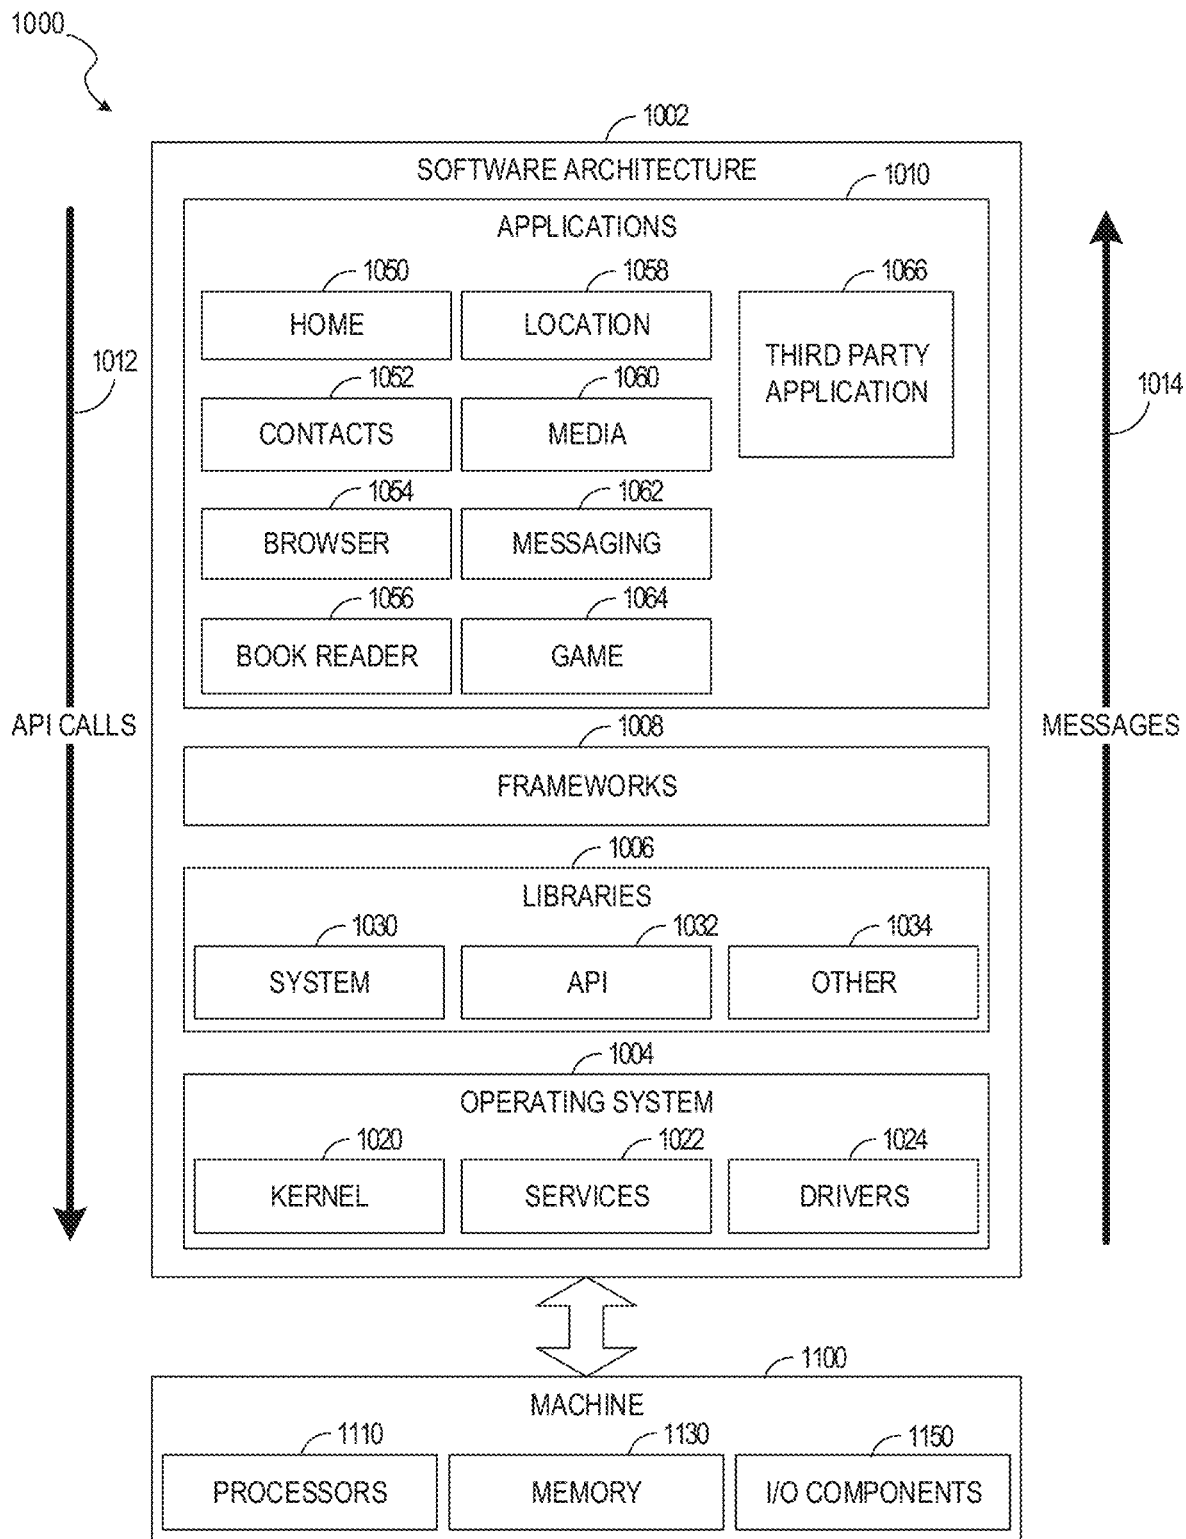 1000
1002
SOFTWARE ARCHITECTURE
1010
APPLICATIONS
1050
1058
1066
HOME
LOCATION
THIRD PARTY
APPLICATION
1012
1014
1052
1060
CONTACTS
MEDIA
1054
1062
BROWSER
MESSAGING
1056
1064
BOOK READER
GAME
API CALLS
MESSAGES
1008
FRAMEWORKS
1006
LIBRARIES
1030
1032
1034
SYSTEM
API
OTHER
1004
OPERATING SYSTEM
1020
1022
1024
KERNEL
SERVICES
DRIVERS
1100
MACHINE
1110
1130
1150
PROCESSORS
MEMORY
I/O COMPONENTS